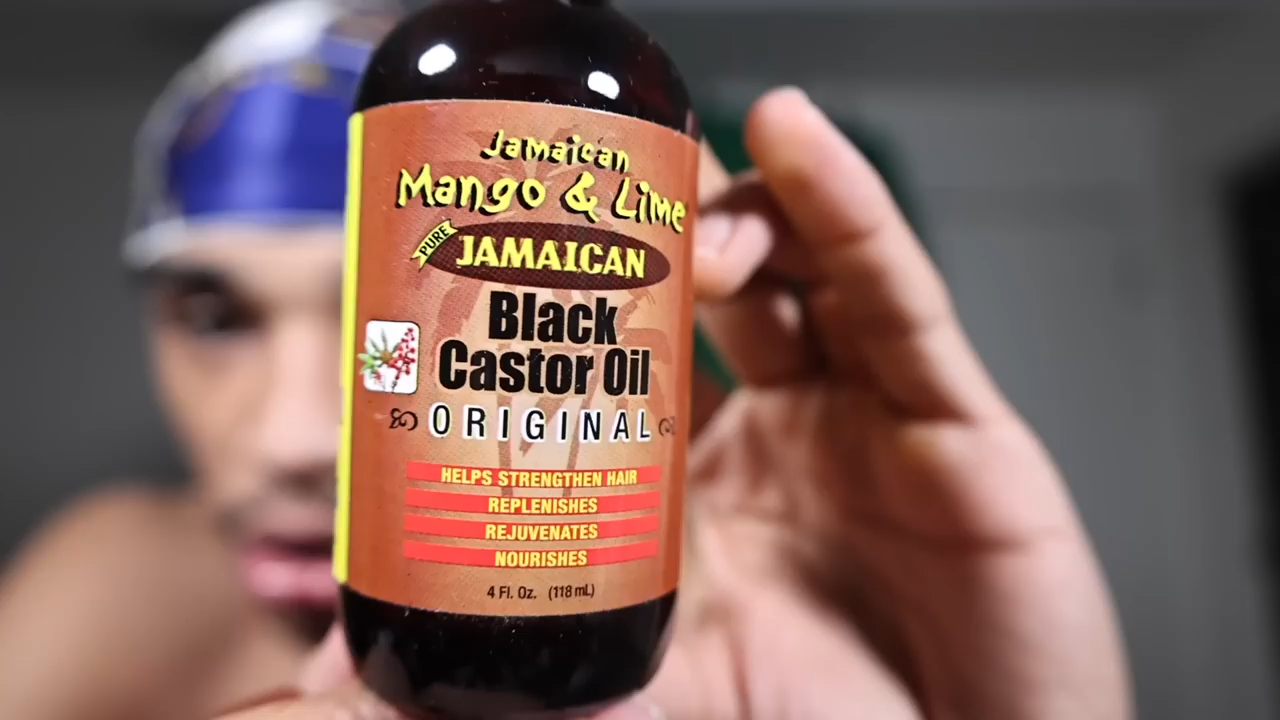 Jamaican
Mango & Lime
PURE
JAMAICAN
Black
Castor Oil
ORIGINAL
HELPS STRENGTHEN HAIR
REPLENISHES
REJUVENATES
NOURISHES
4 Fl. Oz. (118 mL)